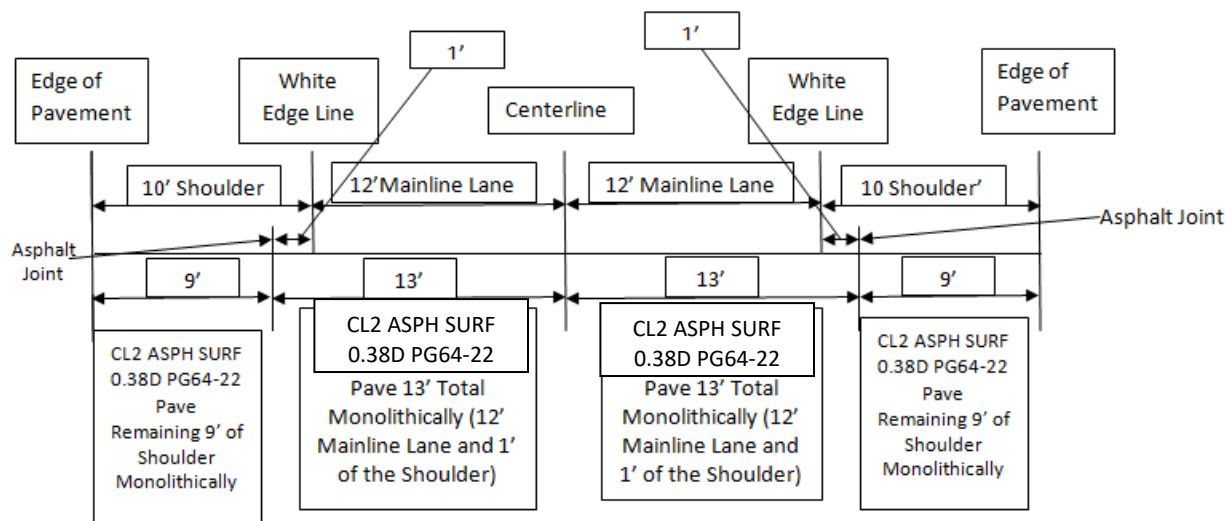 1’
1’
Edge of
Pavement
White
Edge Line
Centerline
White
Edge Line
Edge of
Pavement
10’ Shoulder
12’Mainline Lane
12’ Mainline Lane
10 Shoulder’
Asphalt
Joint
Asphalt Joint
9’
13’
13’
9’
CL2 ASPH SURF
0.38D PG64-22
Pave
Remaining 9’ of
Shoulder
Monolithically
CL2 ASPH SURF
0.38D PG64-22
Pave 13’ Total
Monolithically (12’
Mainline Lane and 1’
of the Shoulder)
CL2 ASPH SURF
0.38D PG64-22
Pave 13’ Total
Monolithically (12’
Mainline Lane and
1’ of the Shoulder)
CL2 ASPH SURF
0.38D PG64-22
Pave
Remaining 9’ of
Shoulder
Monolithically